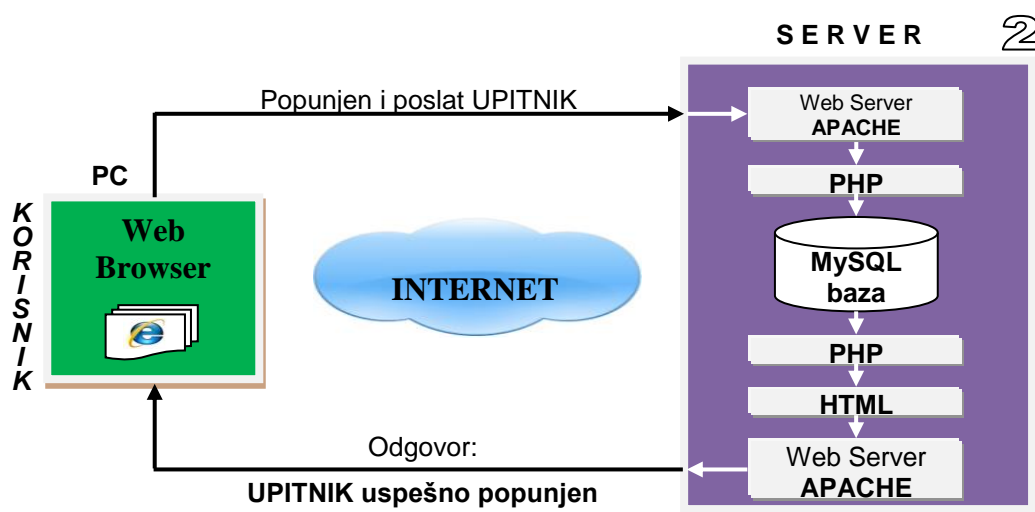 S E R V E R
2
Popunjen i poslat UPITNIK
Web Server
APACHE
PHP
MySQL
baza
PHP
HTML
Web Server
APACHE
PC
KORISNIK
Web
Browser
INTERNET
Odgovor:
UPITNIK uspešno popunjen